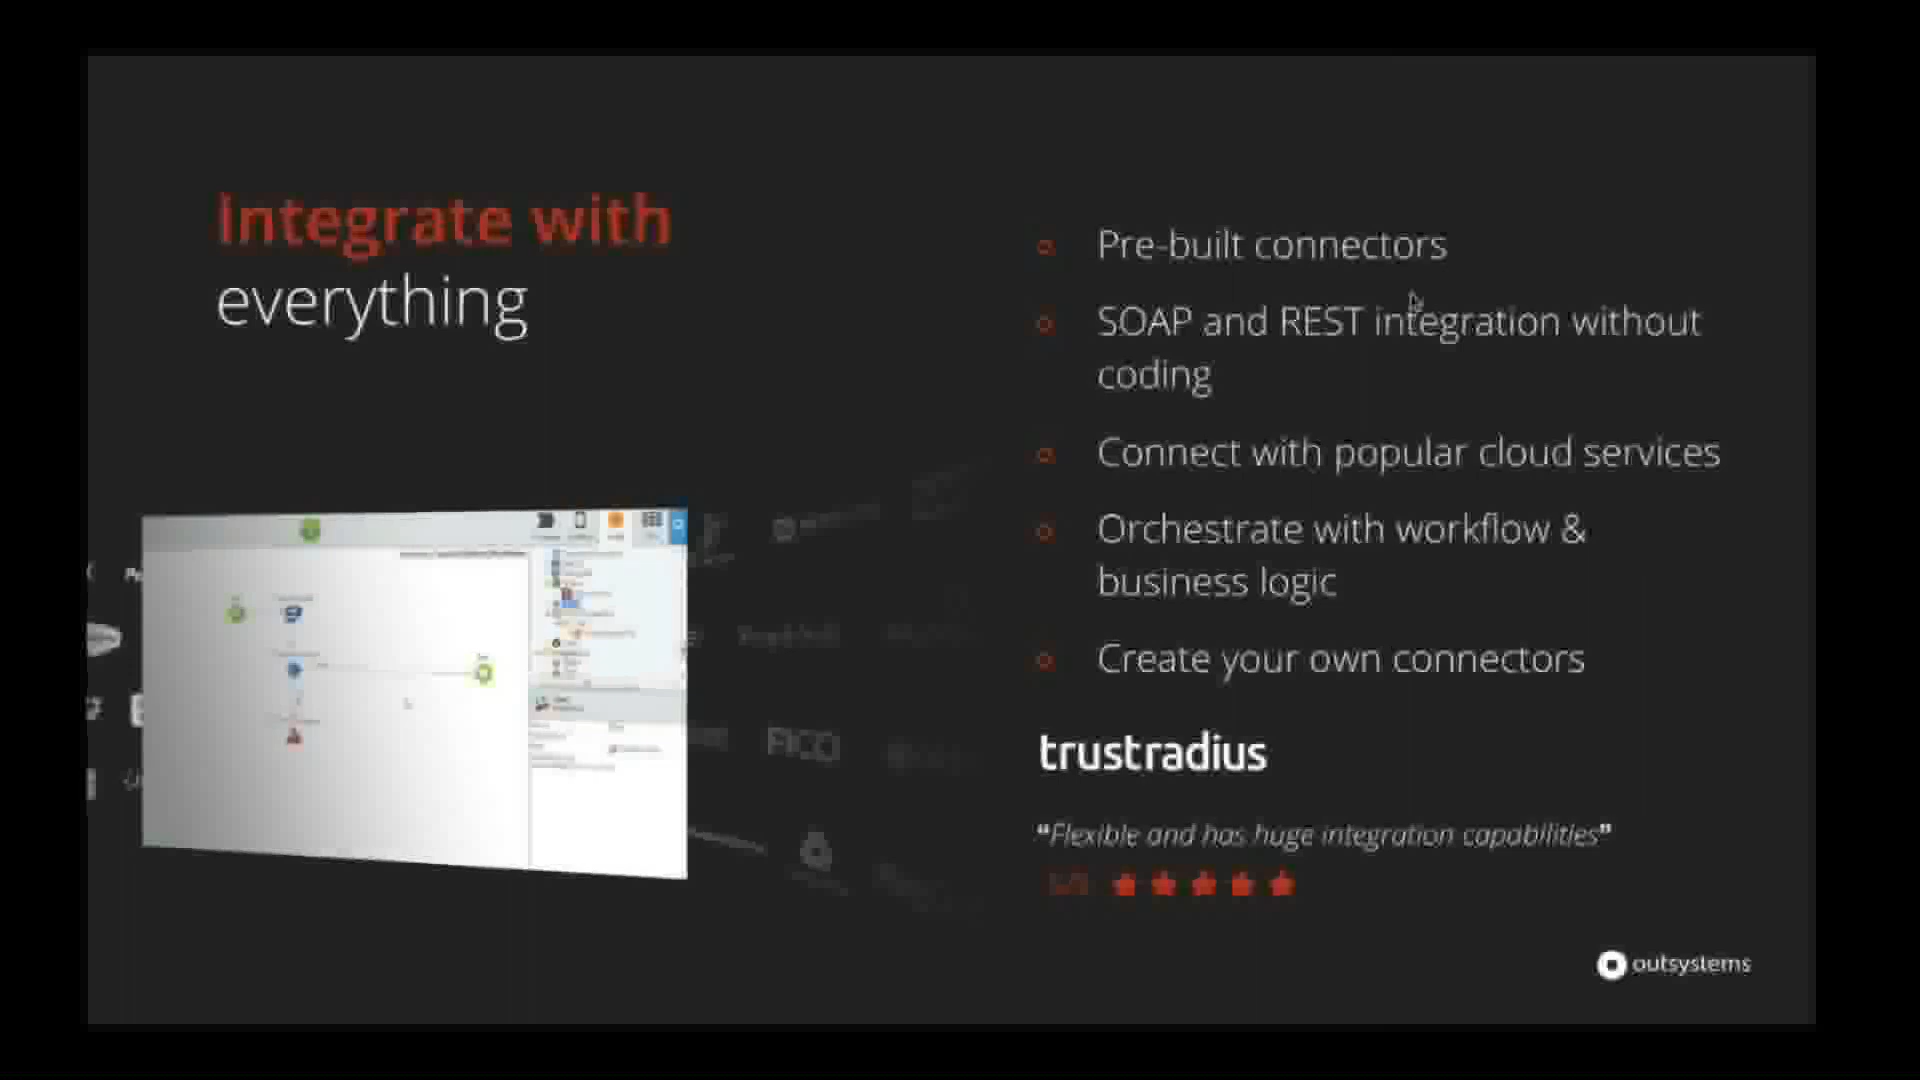 Integrate with
everything
Pre-built connectors
SOAP and REST integration without
coding
Connect with popular cloud services
Orchestrate with workflow &
business logic
Create your own connectors
trustradius
"Flexible and has huge integration capabilities"
FICO
outsystems